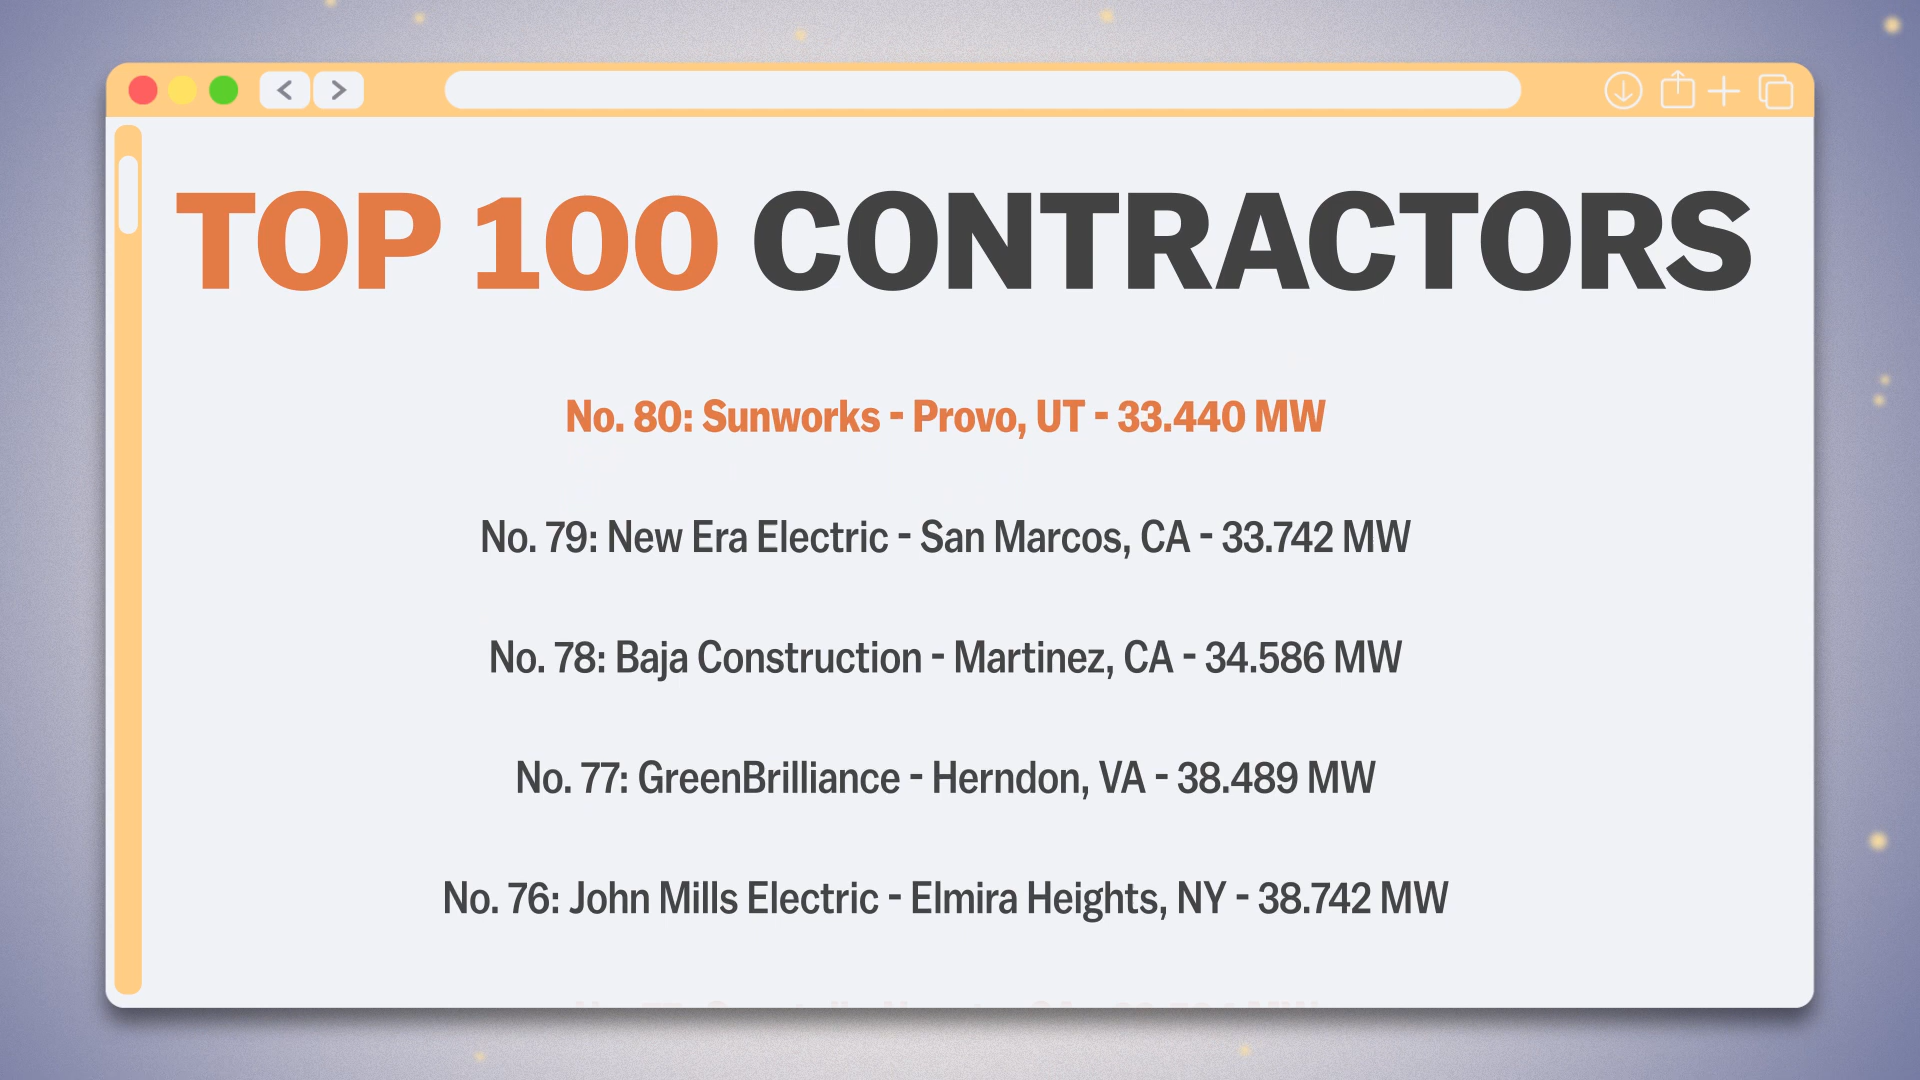 TOP 100 CONTRACTORS
No. 80: Sunworks - Provo, UT - 33.440 MW
No. 79: New Era Electric - San Marcos, CA - 33.742 MW
No. 78: Baja Construction - Martinez, CA - 34.586 MW
No. 77: GreenBrilliance - Herndon, VA - 38.489 MW
No. 76: John Mills Electric - Elmira Heights, NY - 38.742 MW